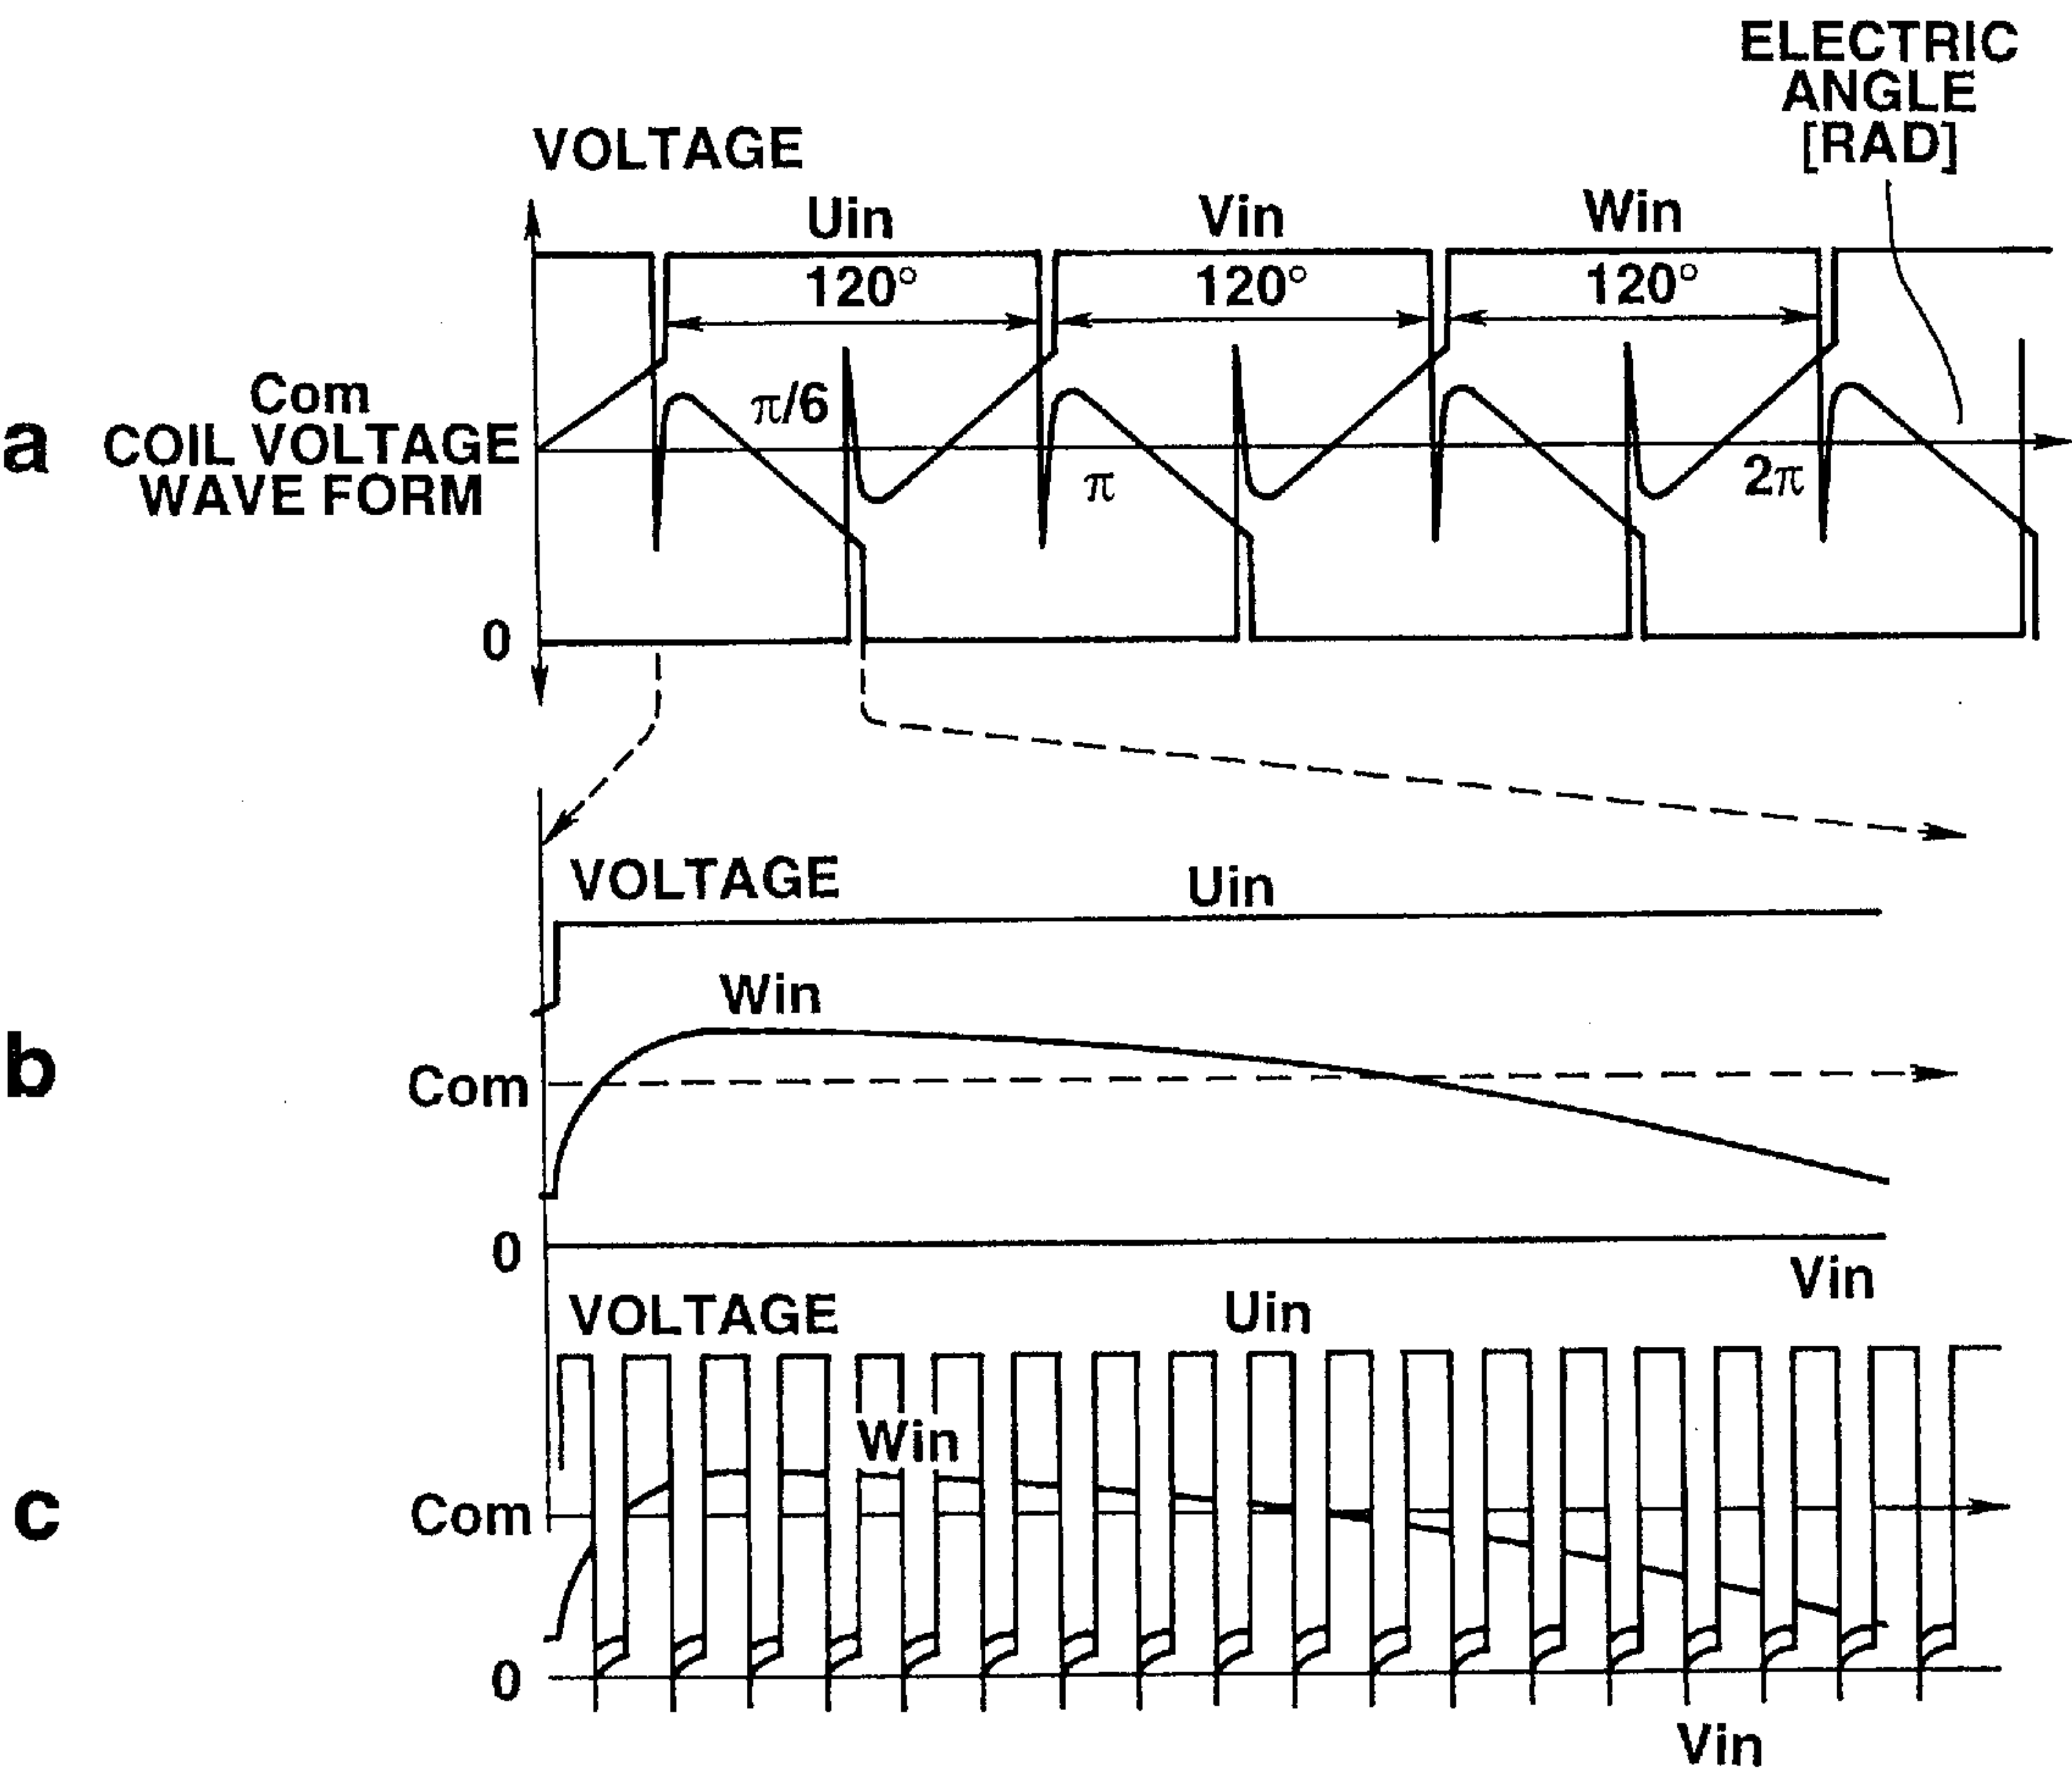 ELECTRIC
ANGLE
[RAD]
VOLTAGE
Uin
Vin
Win
120°
120°
120°
π/6
Com
COIL VOLTAGE
WAVE FORM
a
π
2π
0
VOLTAGE
Uin
Win
b
Com
0
Vin
VOLTAGE
Uin
Win
c
Com
0
Vin